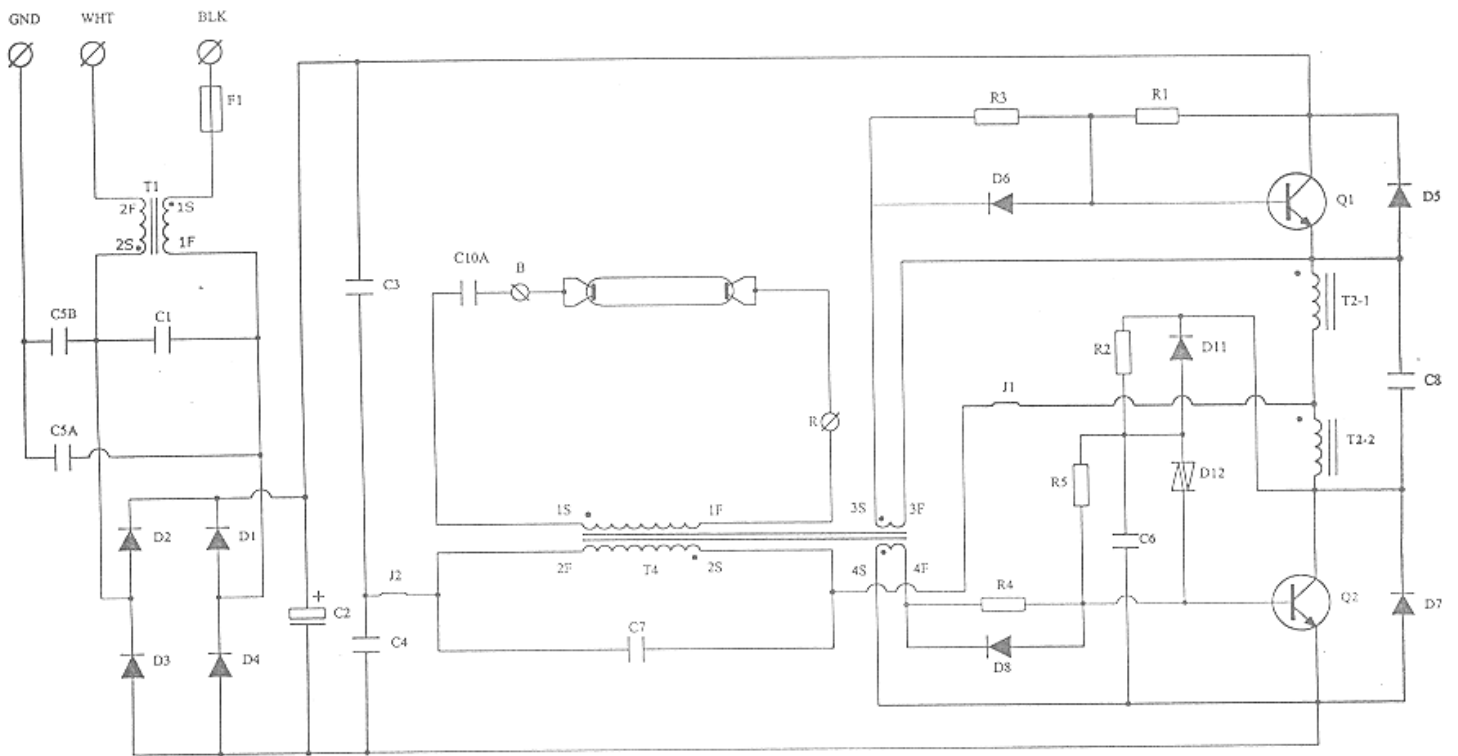 GND WHT BLK
F1
R3 R1
T1
2F 1S
2S 1F
D6
Q1
D5
C10A B
C3
T2-1
C5B C1
R2 D11
J1
C8
R
C5A
T2-2
R5 D12
1S 1F 3S 3F
D2 D1
C6
2F T4 2S 4S 4F
J2
R4
Q2
+
C2
D7
C7
C4
D3 D4
D8